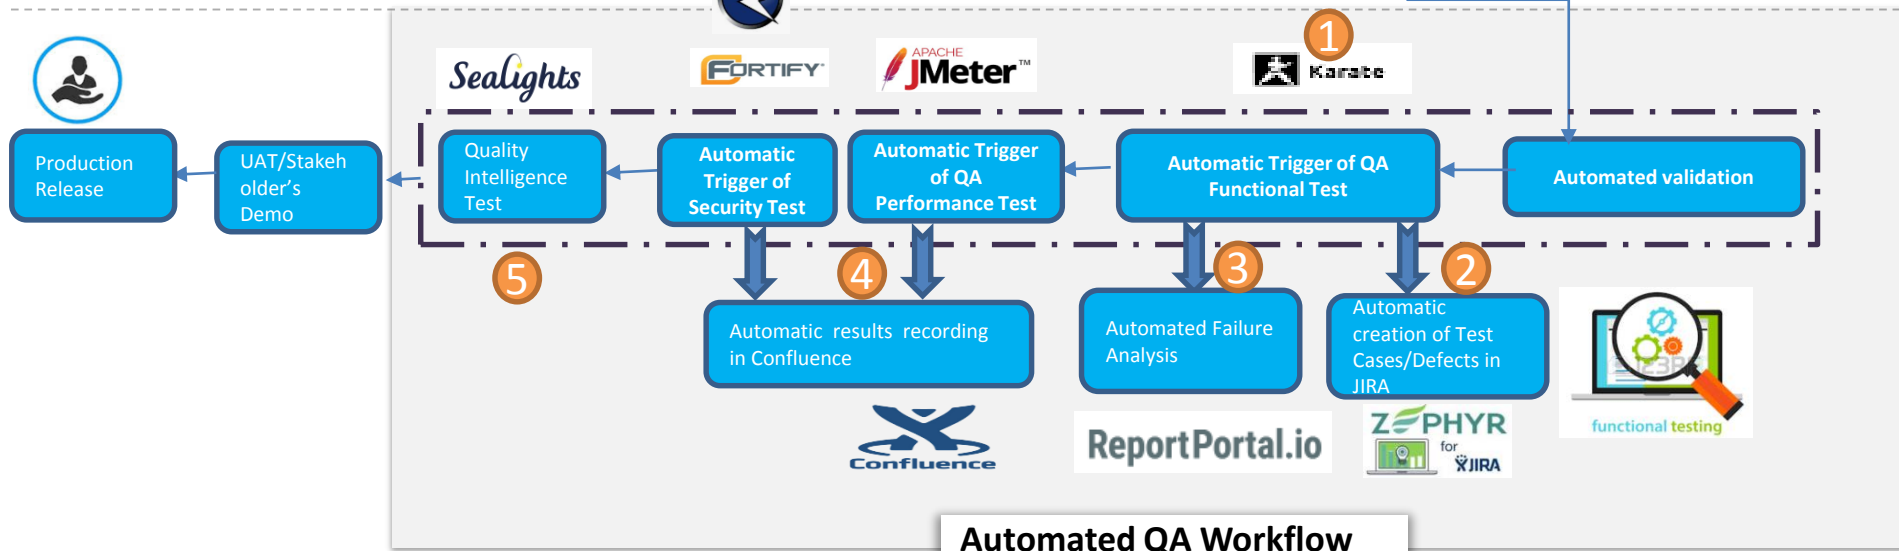 1
SeaLights
FORTIFY
APACHE
JMeter™
Karate
Production
Release
UAT/Stakeh
older's
Demo
Quality
Intelligence
Test
Automatic
Trigger of
Security Test
Automatic Trigger
of QA
Performance Test
Automatic Trigger of QA
Functional Test
Automated validation
5
4
3
2
Automatic results recording
in Confluence
Automated Failure
Analysis
Automatic
creation of Test
Cases/Defects in
JIRA
functional testing
Confluence
ReportPortal.io
ZEPHYR
for
JIRA
Automated QA Workflow